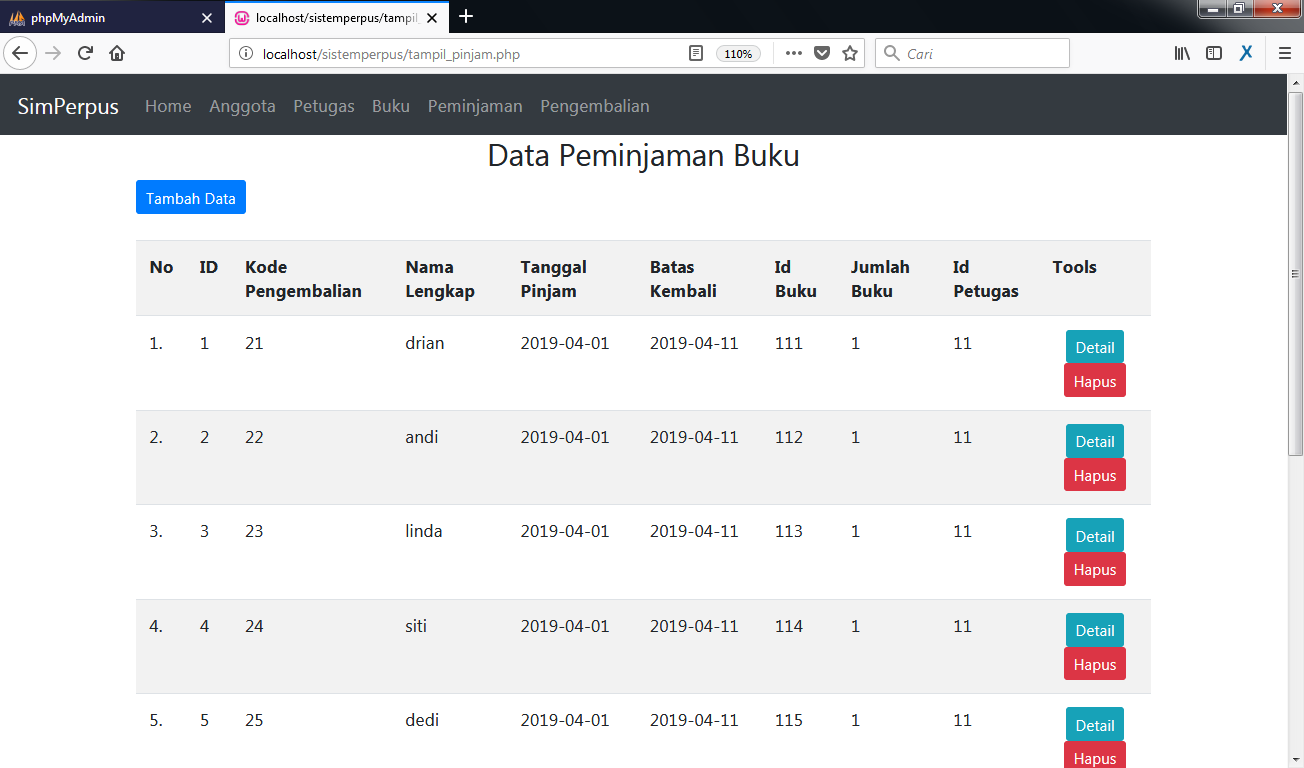 phpMyAdmin
localhost/sistemperpus/tampil
localhost/sistemperpus/tampil_pinjam.php
110%
Cari
SimPerpus Home Anggota Petugas Buku Peminjaman Pengembalian
Data Peminjaman Buku
Tambah Data
No ID Kode Pengembalian Nama Lengkap Tanggal Pinjam Batas Kembali Id Buku Jumlah Buku Id Petugas Tools
1. 1 21 drian 2019-04-01 2019-04-11 111 1 11 Detail
Hapus
2. 2 22 andi 2019-04-01 2019-04-11 112 1 11 Detail
Hapus
3. 3 23 linda 2019-04-01 2019-04-11 113 1 11 Detail
Hapus
4. 4 24 siti 2019-04-01 2019-04-11 114 1 11 Detail
Hapus
5. 5 25 dedi 2019-04-01 2019-04-11 115 1 11 Detail
Hapus